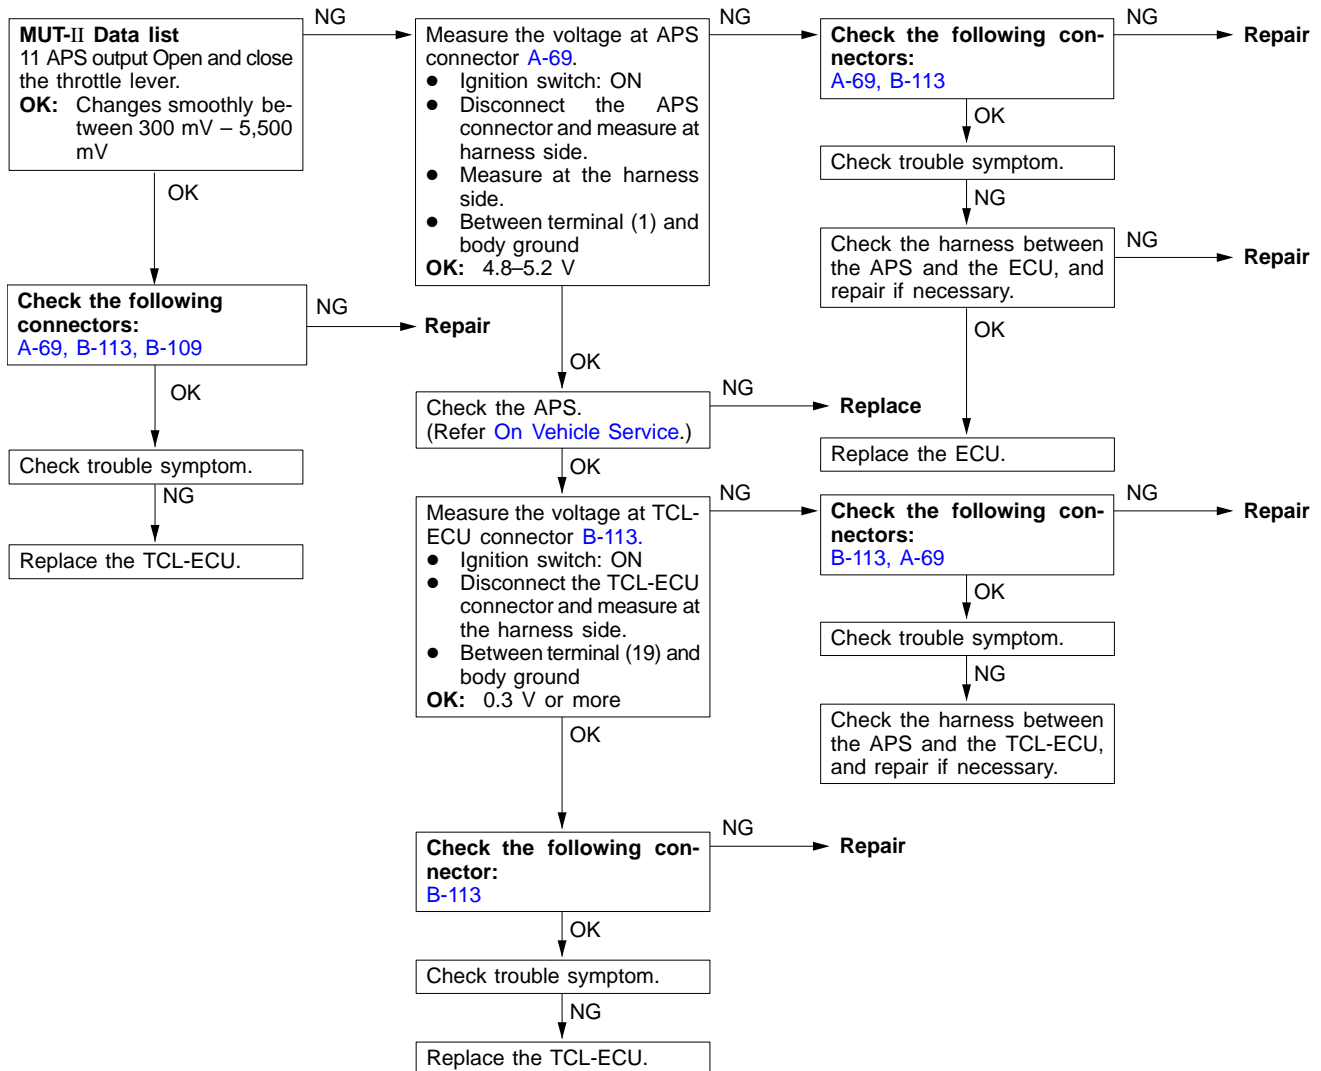 MUT-II Data list
11 APS output Open and close
the throttle lever.
OK: Changes smoothly be-
tween 300 mV – 5,500
mV
NG
OK
Check the following
connectors:
A-69, B-113, B-109
NG
Repair
OK
Check trouble symptom.
NG
Replace the TCL-ECU.
Measure the voltage at APS
connector A-69.
● Ignition switch: ON
● Disconnect the APS
connector and measure at
harness side.
● Measure at the harness
side.
● Between terminal (1) and
body ground
OK: 4.8–5.2 V
NG
OK
Check the APS.
(Refer On Vehicle Service.)
NG
Replace
OK
Measure the voltage at TCL-
ECU connector B-113.
● Ignition switch: ON
● Disconnect the TCL-ECU
connector and measure at
the harness side.
● Between terminal (19) and
body ground
OK: 0.3 V or more
NG
OK
Check the following con-
nector:
B-113
NG
Repair
OK
Check trouble symptom.
NG
Replace the TCL-ECU.
Check the following con-
nectors:
A-69, B-113
NG
Repair
OK
Check trouble symptom.
NG
Check the harness between
the APS and the ECU, and
repair if necessary.
NG
Repair
OK
Replace the ECU.
Check the following con-
nectors:
B-113, A-69
NG
Repair
OK
Check trouble symptom.
NG
Check the harness between
the APS and the TCL-ECU,
and repair if necessary.